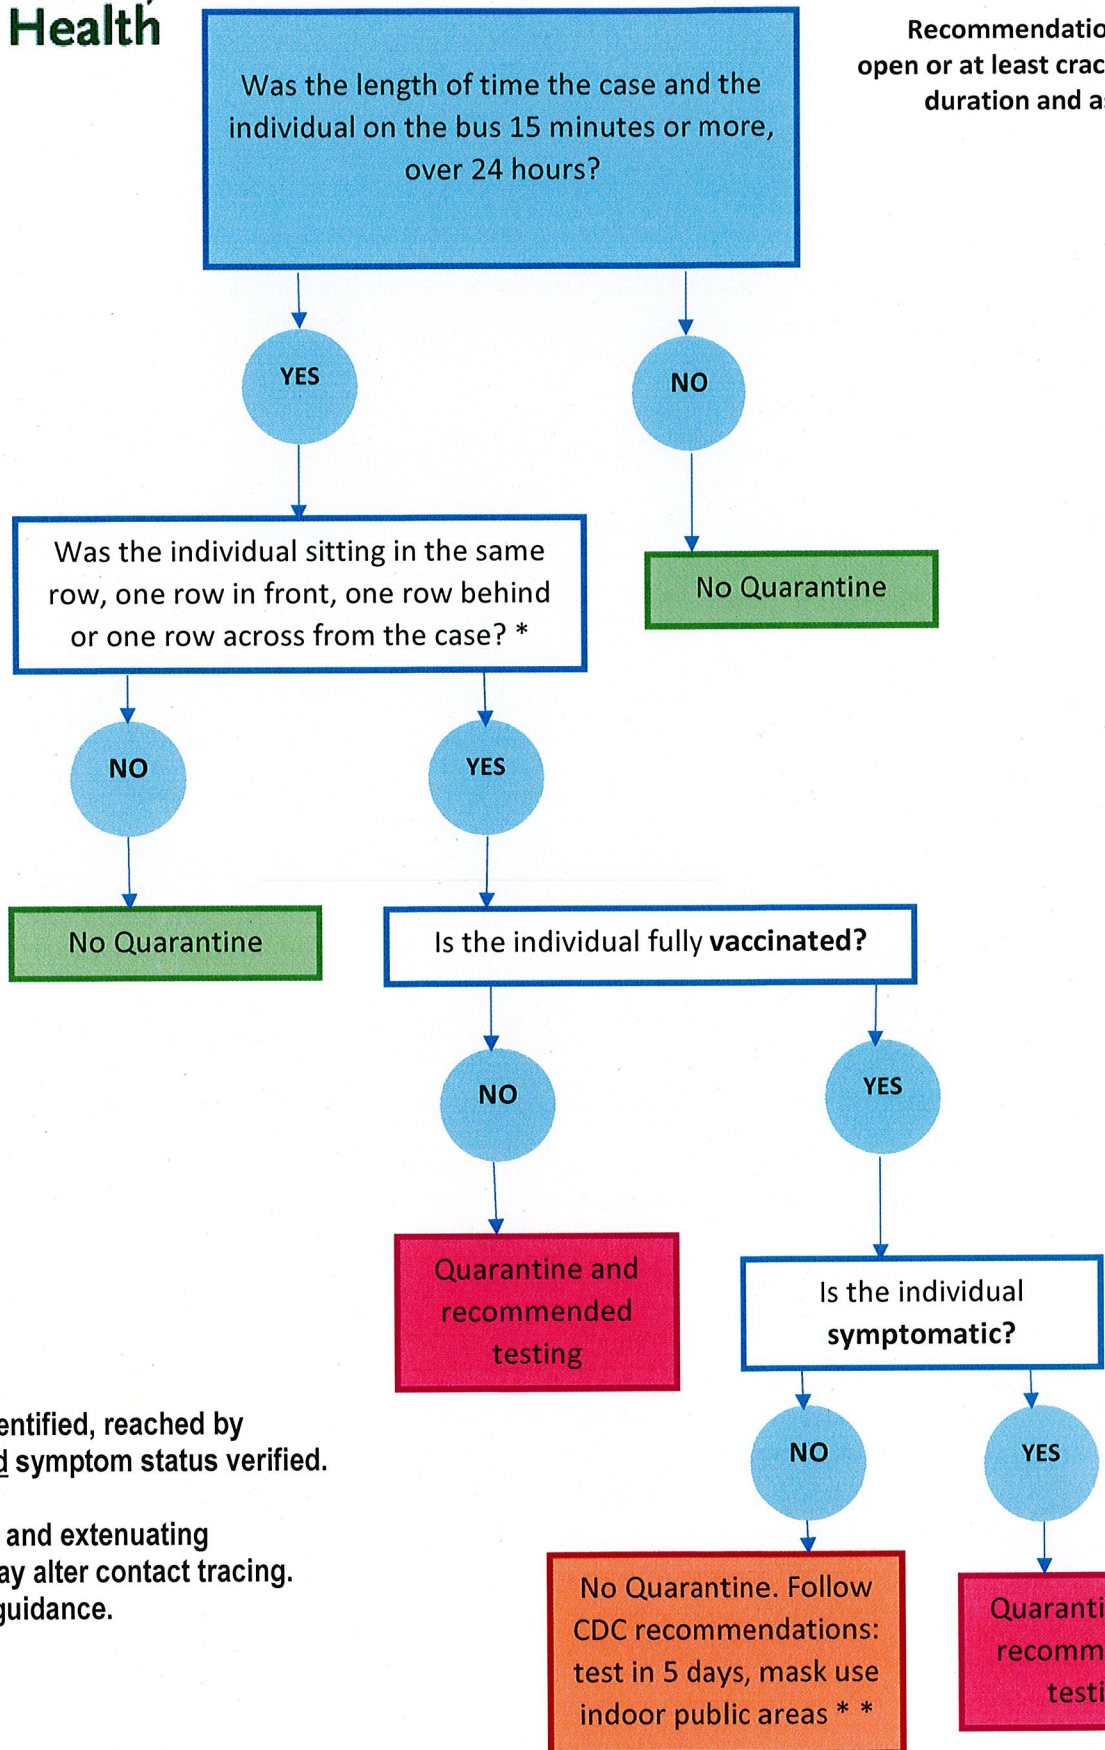 Health
Recommendatio
open or at least crac
duration and a
Was the length of time the case and the
individual on the bus 15 minutes or more,
over 24 hours?
YES
NO
Was the individual sitting in the same
row, one row in front, one row behind
or one row across from the case? *
No Quarantine
NO
YES
No Quarantine
Is the individual fully vaccinated?
NO
YES
Quarantine and
recommended
testing
Is the individual
symptomatic?
entified, reached by
d symptom status verified.
and extenuating
ay alter contact tracing.
guidance.
NO
YES
No Quarantine. Follow
CDC recommendations:
test in 5 days, mask use
indoor public areas * *
Quaranti
recomm
testi